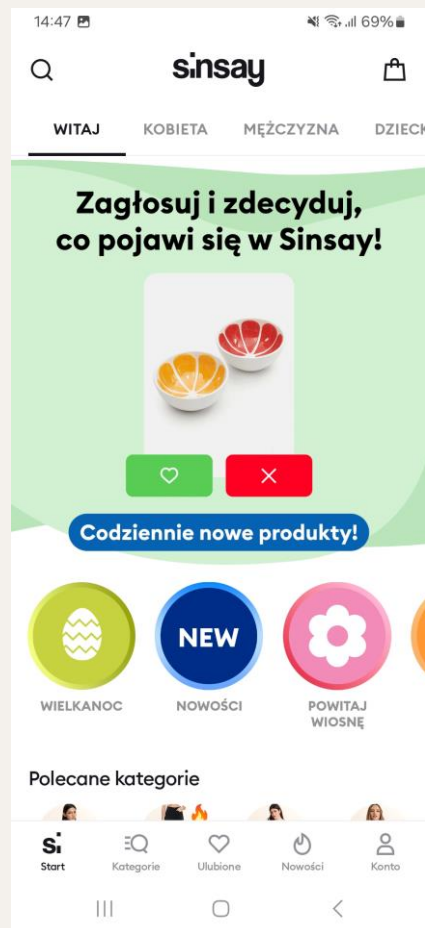 14:47 69%
sinsay
WITAJ KOBIETA MĘŻCZYZNA DZIECK
Zagłosuj i zdecyduj,
co pojawi się w Sinsay!
Codziennie nowe produkty!
NEW
WIELKANOC NOWOŚCI POWITAJ
WIOSNĘ
Polecane kategorie
si
Start Kategorie Ulubione Nowości Konto